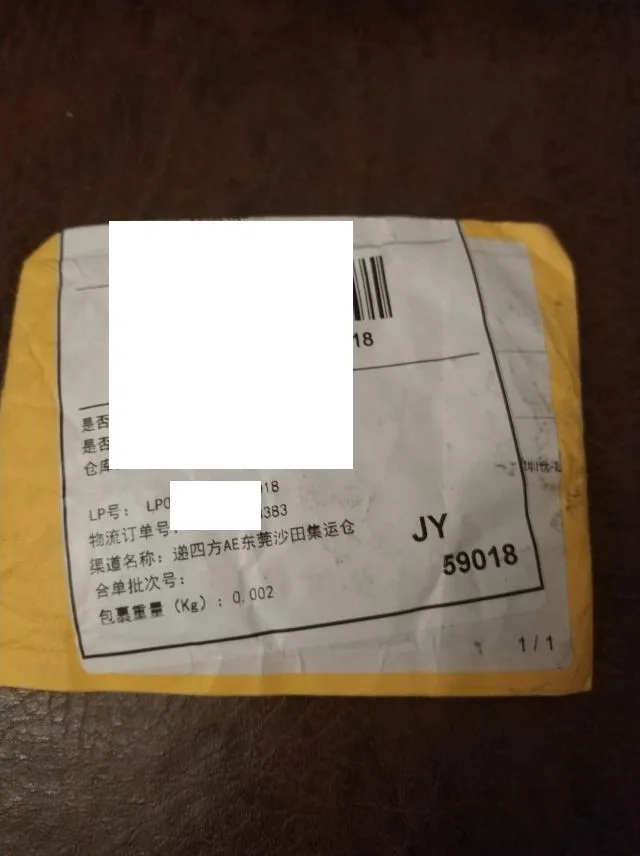 18
是否
是否
仓库
LP号: LP0 018
物流订单号: 383
渠道名称: 递四方AE东莞沙田集运仓
合单批次号:
包裹重量 (Kg) : 0.002
JY
59018
1/1